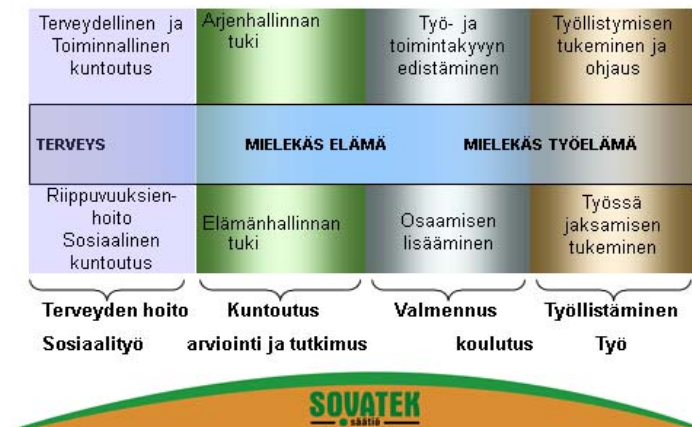 Terveydellinen ja
Toiminnallinen
kuntoutus
Arjenhallinnan
tuki
Työ- ja
toimintakyvyn
edistäminen
Työllistymisen
tukeminen ja
ohjaus
TERVEYS
MIELEKÄS ELÄMÄ
MIELEKÄS TYÖELÄMÄ
Riippuvuuksien-
hoito
Sosiaalinen
kuntoutus
Elämänhallinnan
tuki
Osaamisen
lisääminen
Työssä
jaksamisen
tukeminen
Terveyden hoito
Kuntoutus
Valmennus
Työllistäminen
Sosiaalityö
arviointi ja tutkimus
koulutus
Työ
SOVATEK
säätiö